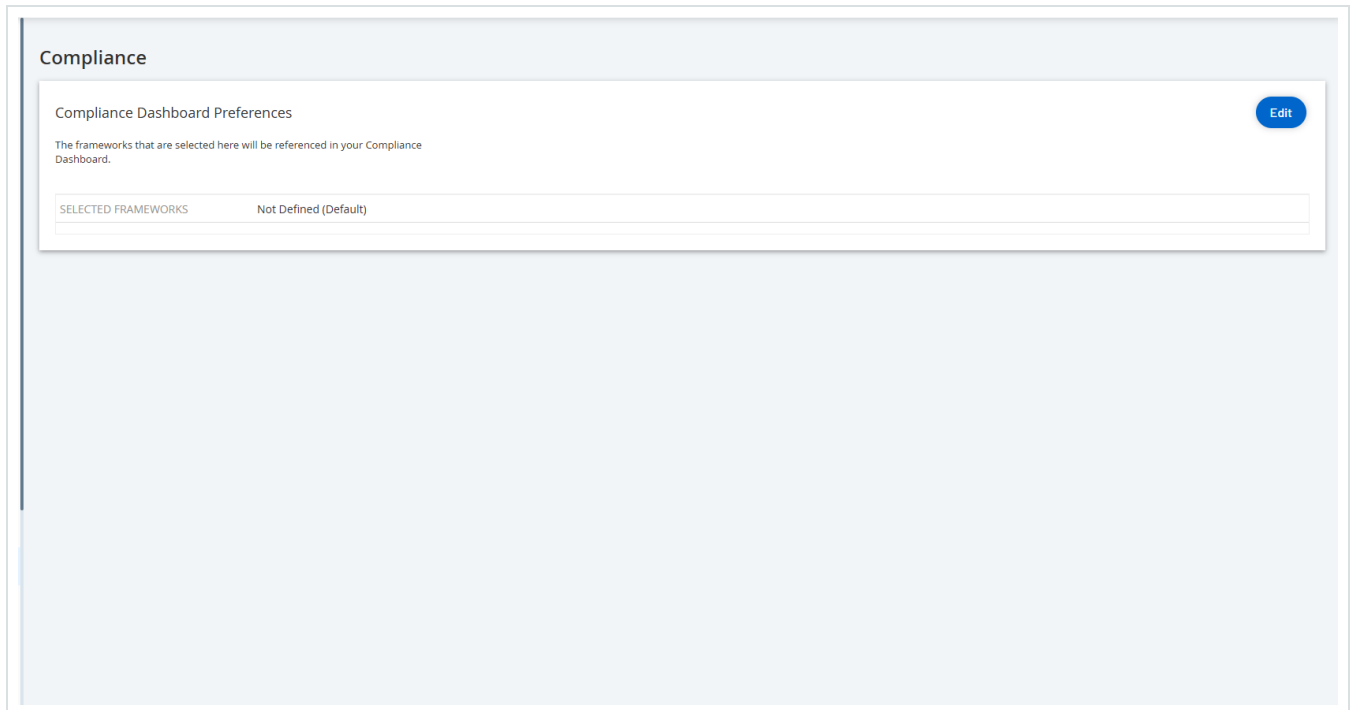 Compliance
Compliance Dashboard Preferences
Edit
The frameworks that are selected here will be referenced in your Compliance
Dashboard.
SELECTED FRAMEWORKS Not Defined (Default)